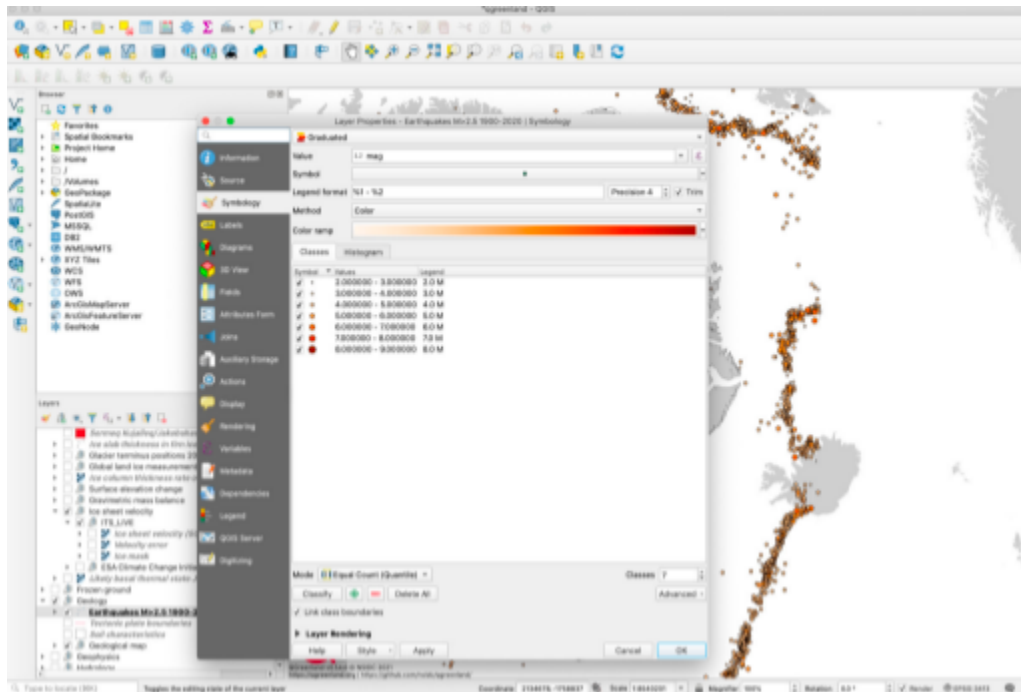 *qgreenland - QGIS
Browser
Favorites
Spatial Bookmarks
Project Home
Home
/
/Volumes
GeoPackage
SpatiaLite
PostGIS
MSSQL
DB2
WMS/WMTS
XYZ Tiles
WCS
WFS
OWS
ArcGisMapServer
ArcGisFeatureServer
GeoNode
Layers
Glacier terminus positions
Global land ice measurement
Surface elevation change
Gravimetric mass balance
Ice sheet velocity
ITS_LIVE
Velocity error
Ice mask
ESA Climate Change
Likely basal thermal state
Frozen ground
Geology
Earthquakes M>2.5 1900-2
Tectonic plate boundaries
Soil characteristics
Geological map
Geophysics
Layer Properties - Earthquakes M>2.5 1900-2020 | Symbology
Information
Source
Symbology
Labels
Diagrams
3D View
Fields
Attributes Form
Joins
Auxiliary Storage
Actions
Display
Rendering
Variables
Metadata
Dependencies
Legend
QGIS Server
Digitizing
Graduated
Value 1.2 mag
Symbol
Legend format %1 - %2 Precision 4 Trim
Method Color
Color ramp
Classes Histogram
Symbol Values Legend
2.000000 - 3.000000 2.0 M
3.000000 - 4.000000 3.0 M
4.000000 - 5.000000 4.0 M
5.000000 - 6.000000 5.0 M
6.000000 - 7.000000 6.0 M
7.000000 - 8.000000 7.0 M
8.000000 - 9.000000 8.0 M
Mode Equal Count (Quantile) Classes 7
Classify Delete All Advanced
Link class boundaries
Layer Rendering
Help Style Apply Cancel OK
Type to locate (⌘K) Toggles the editing state of the current layer Coordinate Scale Magnifier 100% Rotation 0.0° Render